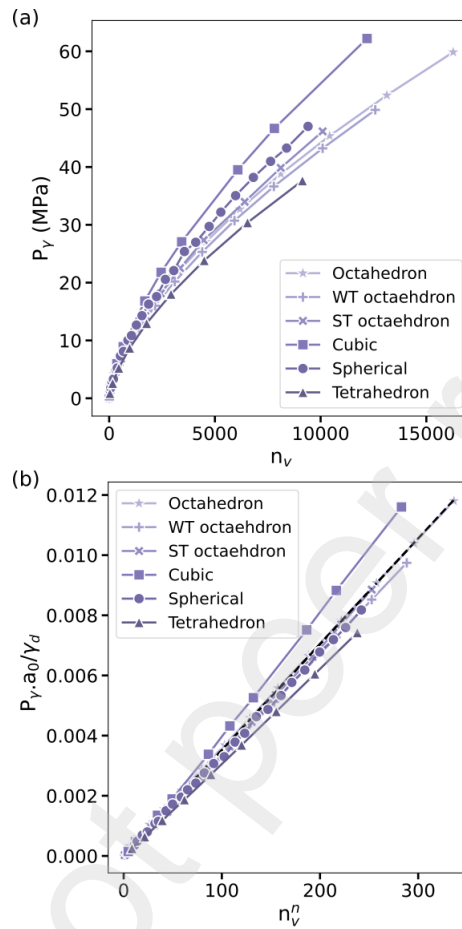 (a)
60
50
40
30
20
10
0
P_γ (MPa)
Octahedron
WT octaehdron
ST octaehdron
Cubic
Spherical
Tetrahedron
0 5000 10000 15000
n_v
(b)
0.012
0.010
0.008
0.006
0.004
0.002
0.000
P_γ.a_0/γ_d
Octahedron
WT octaehdron
ST octaehdron
Cubic
Spherical
Tetrahedron
0 100 200 300
n_v^n
ot peer r